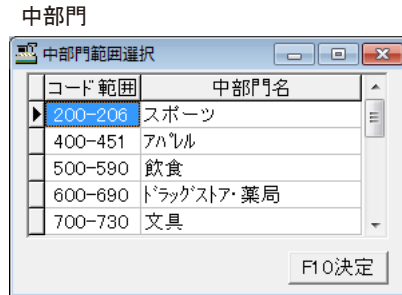 中部門
中部門範囲選択
コード範囲 中部門名
200-206 スポーツ
400-451 アパレル
500-590 飲食
600-690 ドラッグストア・薬局
700-730 文具
F10決定